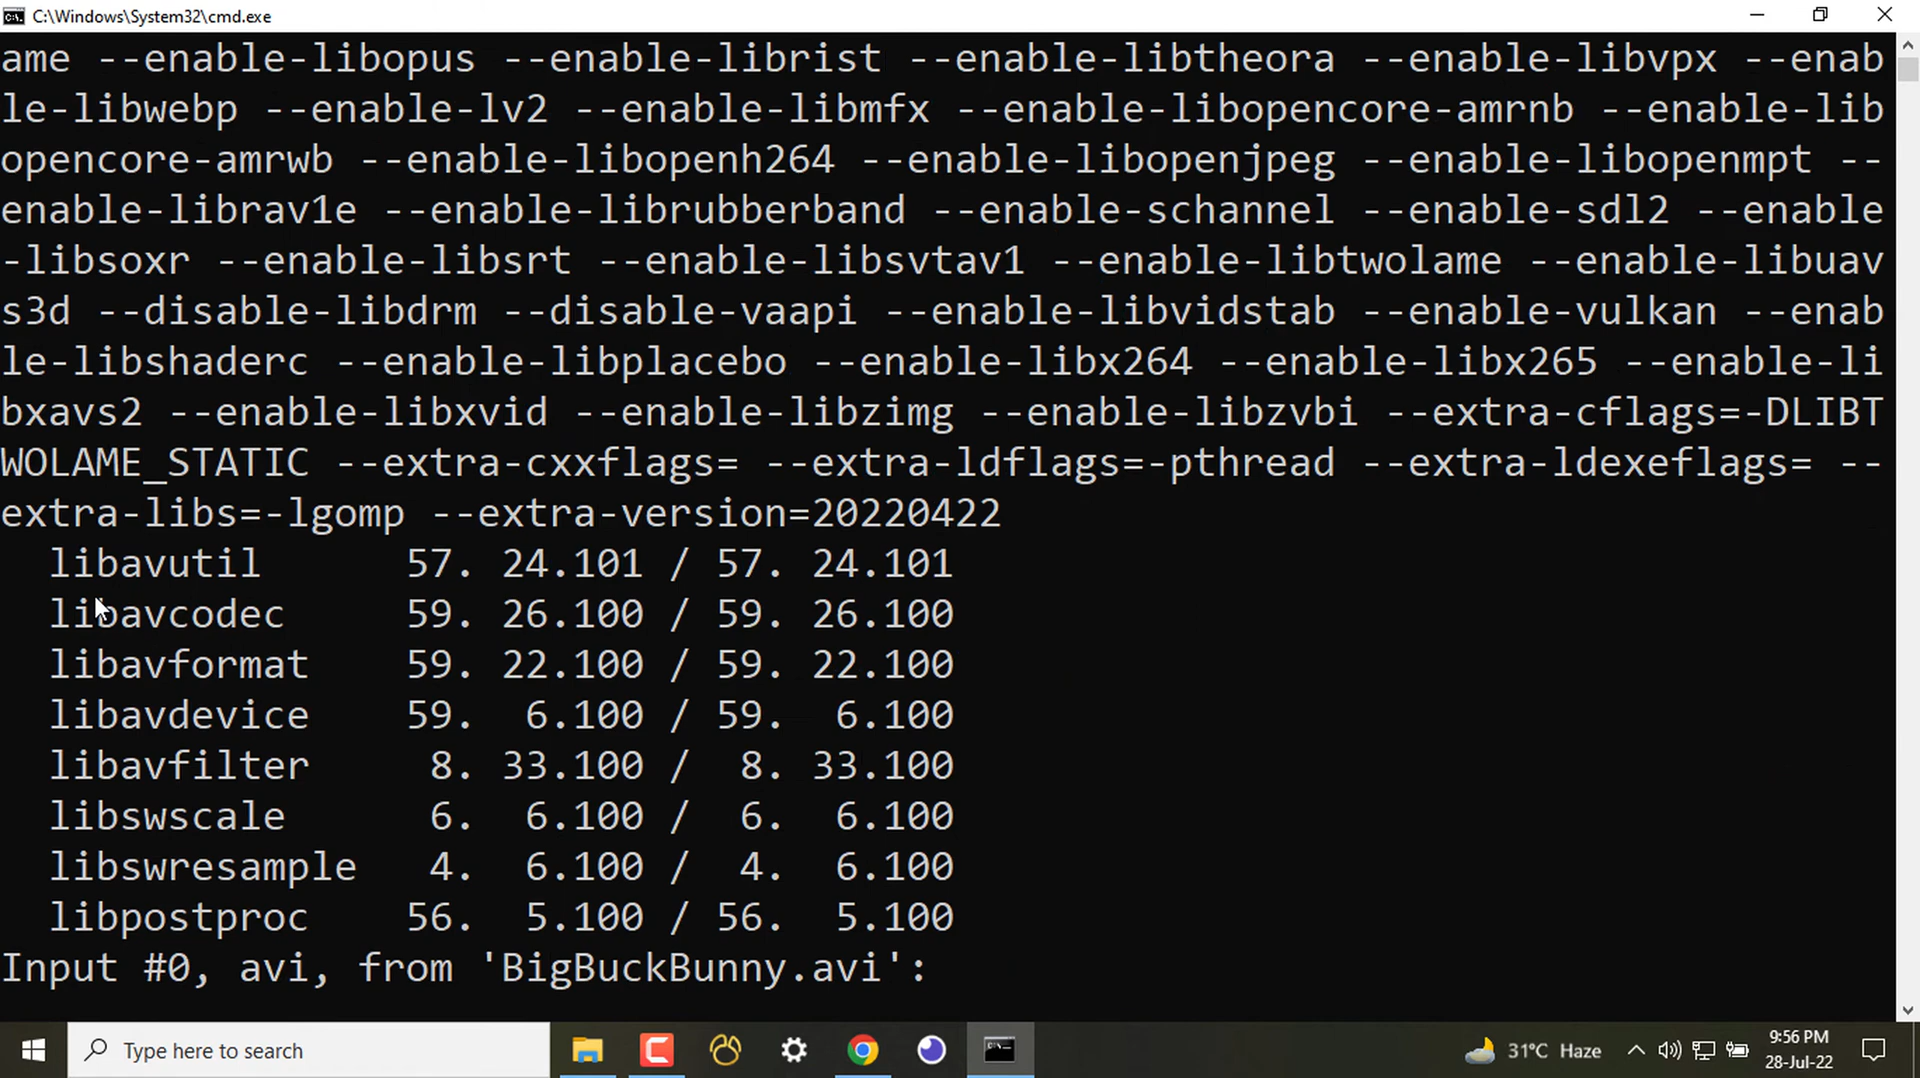 C:\Windows\System32\cmd.exe
ame --enable-libopus --enable-librist --enable-libtheora --enable-libvpx --enab
le-libwebp --enable-lv2 --enable-libmfx --enable-libopencore-amrnb --enable-lib
opencore-amrwb --enable-libopenh264 --enable-libopenjpeg --enable-libopenmpt --
enable-librav1e --enable-librubberband --enable-schannel --enable-sdl2 --enable
-libsoxr --enable-libsrt --enable-libsvtav1 --enable-libtwolame --enable-libuav
s3d --disable-libdrm --disable-vaapi --enable-libvidstab --enable-vulkan --enab
le-libshaderc --enable-libplacebo --enable-libx264 --enable-libx265 --enable-li
bxavs2 --enable-libxvid --enable-libzimg --enable-libzvbi --extra-cflags=-DLIBT
WOLAME_STATIC --extra-cxxflags= --extra-ldflags=-pthread --extra-ldexeflags= --
extra-libs=-lgomp --extra-version=20220422
libavutil 57. 24.101 / 57. 24.101
libavcodec 59. 26.100 / 59. 26.100
libavformat 59. 22.100 / 59. 22.100
libavdevice 59. 6.100 / 59. 6.100
libavfilter 8. 33.100 / 8. 33.100
libswscale 6. 6.100 / 6. 6.100
libswresample 4. 6.100 / 4. 6.100
libpostproc 56. 5.100 / 56. 5.100
Input #0, avi, from 'BigBuckBunny.avi':
Type here to search
31°C Haze
9:56 PM
28-Jul-22